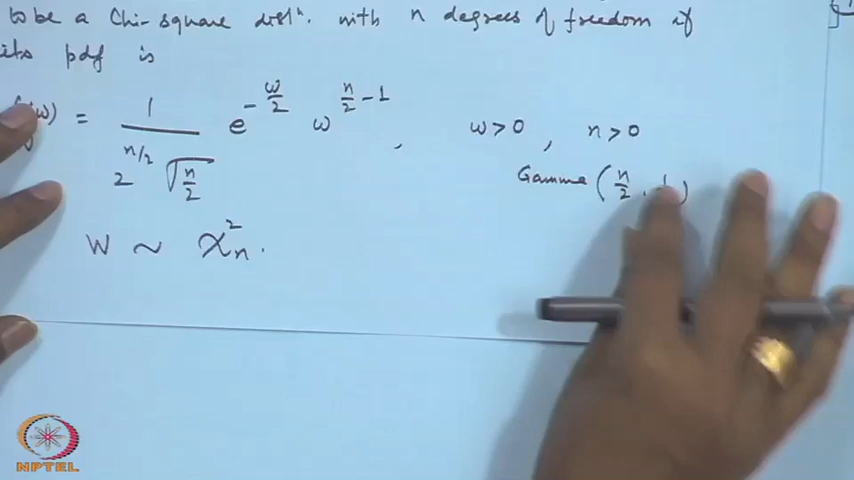 to be a Chi-square distⁿ. with n degrees of freedom if
its pdf is
(w) = 1 / (2^{n/2} √(n/2)) e^{-w/2} w^{n/2 - 1} , w>0 , n>0
Gamma (n/2 ,
W ~ χ²ₙ.
NPTEL